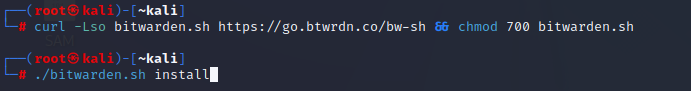 ┌──(root㉿kali)-[~kali]
└─# curl -Lso bitwarden.sh https://go.btwrdn.co/bw-sh && chmod 700 bitwarden.sh
┌──(root㉿kali)-[~kali]
└─# ./bitwarden.sh install